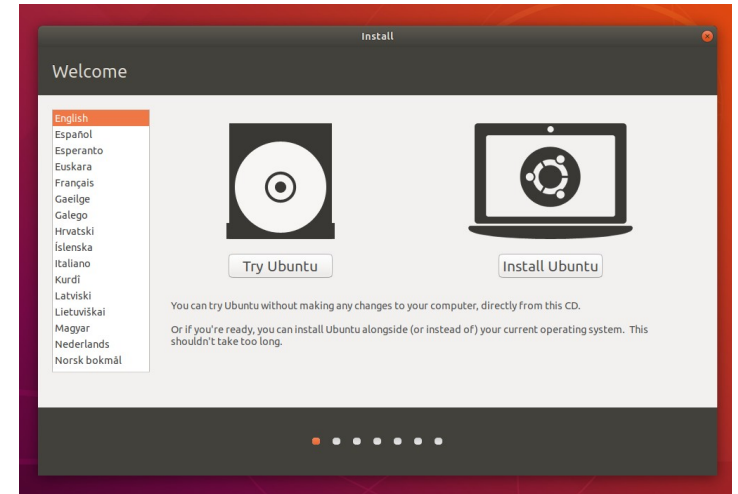 Install
Welcome
English
Español
Esperanto
Euskara
Français
Gaeilge
Galego
Hrvatski
Íslenska
Italiano
Kurdî
Latviski
Lietuviškai
Magyar
Nederlands
Norsk bokmål
Try Ubuntu
Install Ubuntu
You can try Ubuntu without making any changes to your computer, directly from this CD.
Or if you're ready, you can install Ubuntu alongside (or instead of) your current operating system. This
shouldn't take too long.